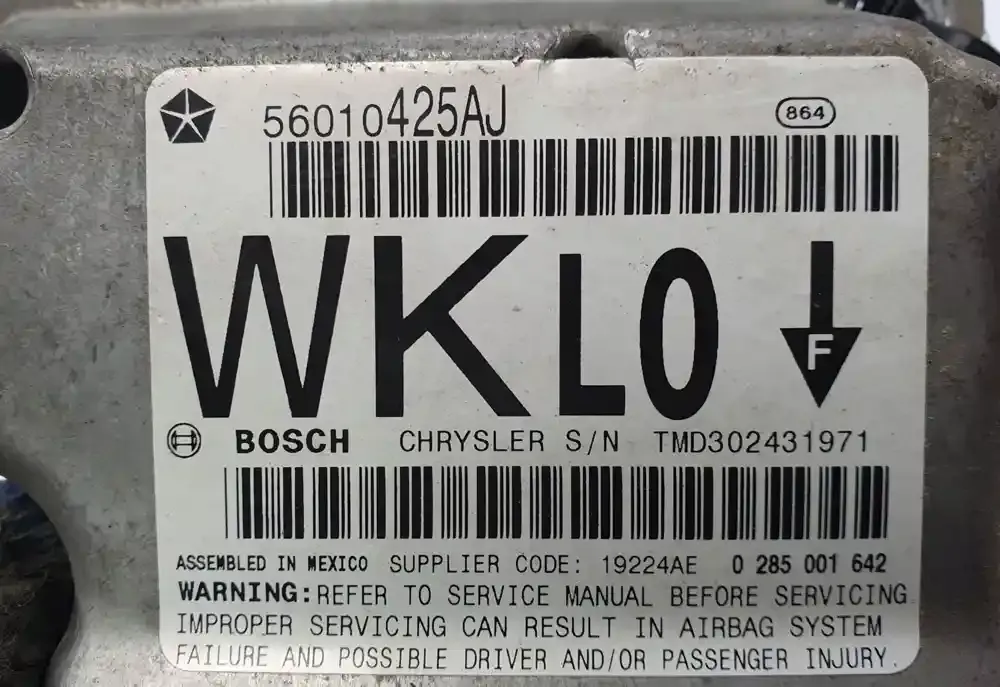 56010425AJ 864
WKLO F
BOSCH CHRYSLER S/N TMD302431971
ASSEMBLED IN MEXICO SUPPLIER CODE: 19224AE 0 285 001 642
WARNING: REFER TO SERVICE MANUAL BEFORE SERVICING
IMPROPER SERVICING CAN RESULT IN AIRBAG SYSTEM
FAILURE AND POSSIBLE DRIVER AND/OR PASSENGER INJURY.